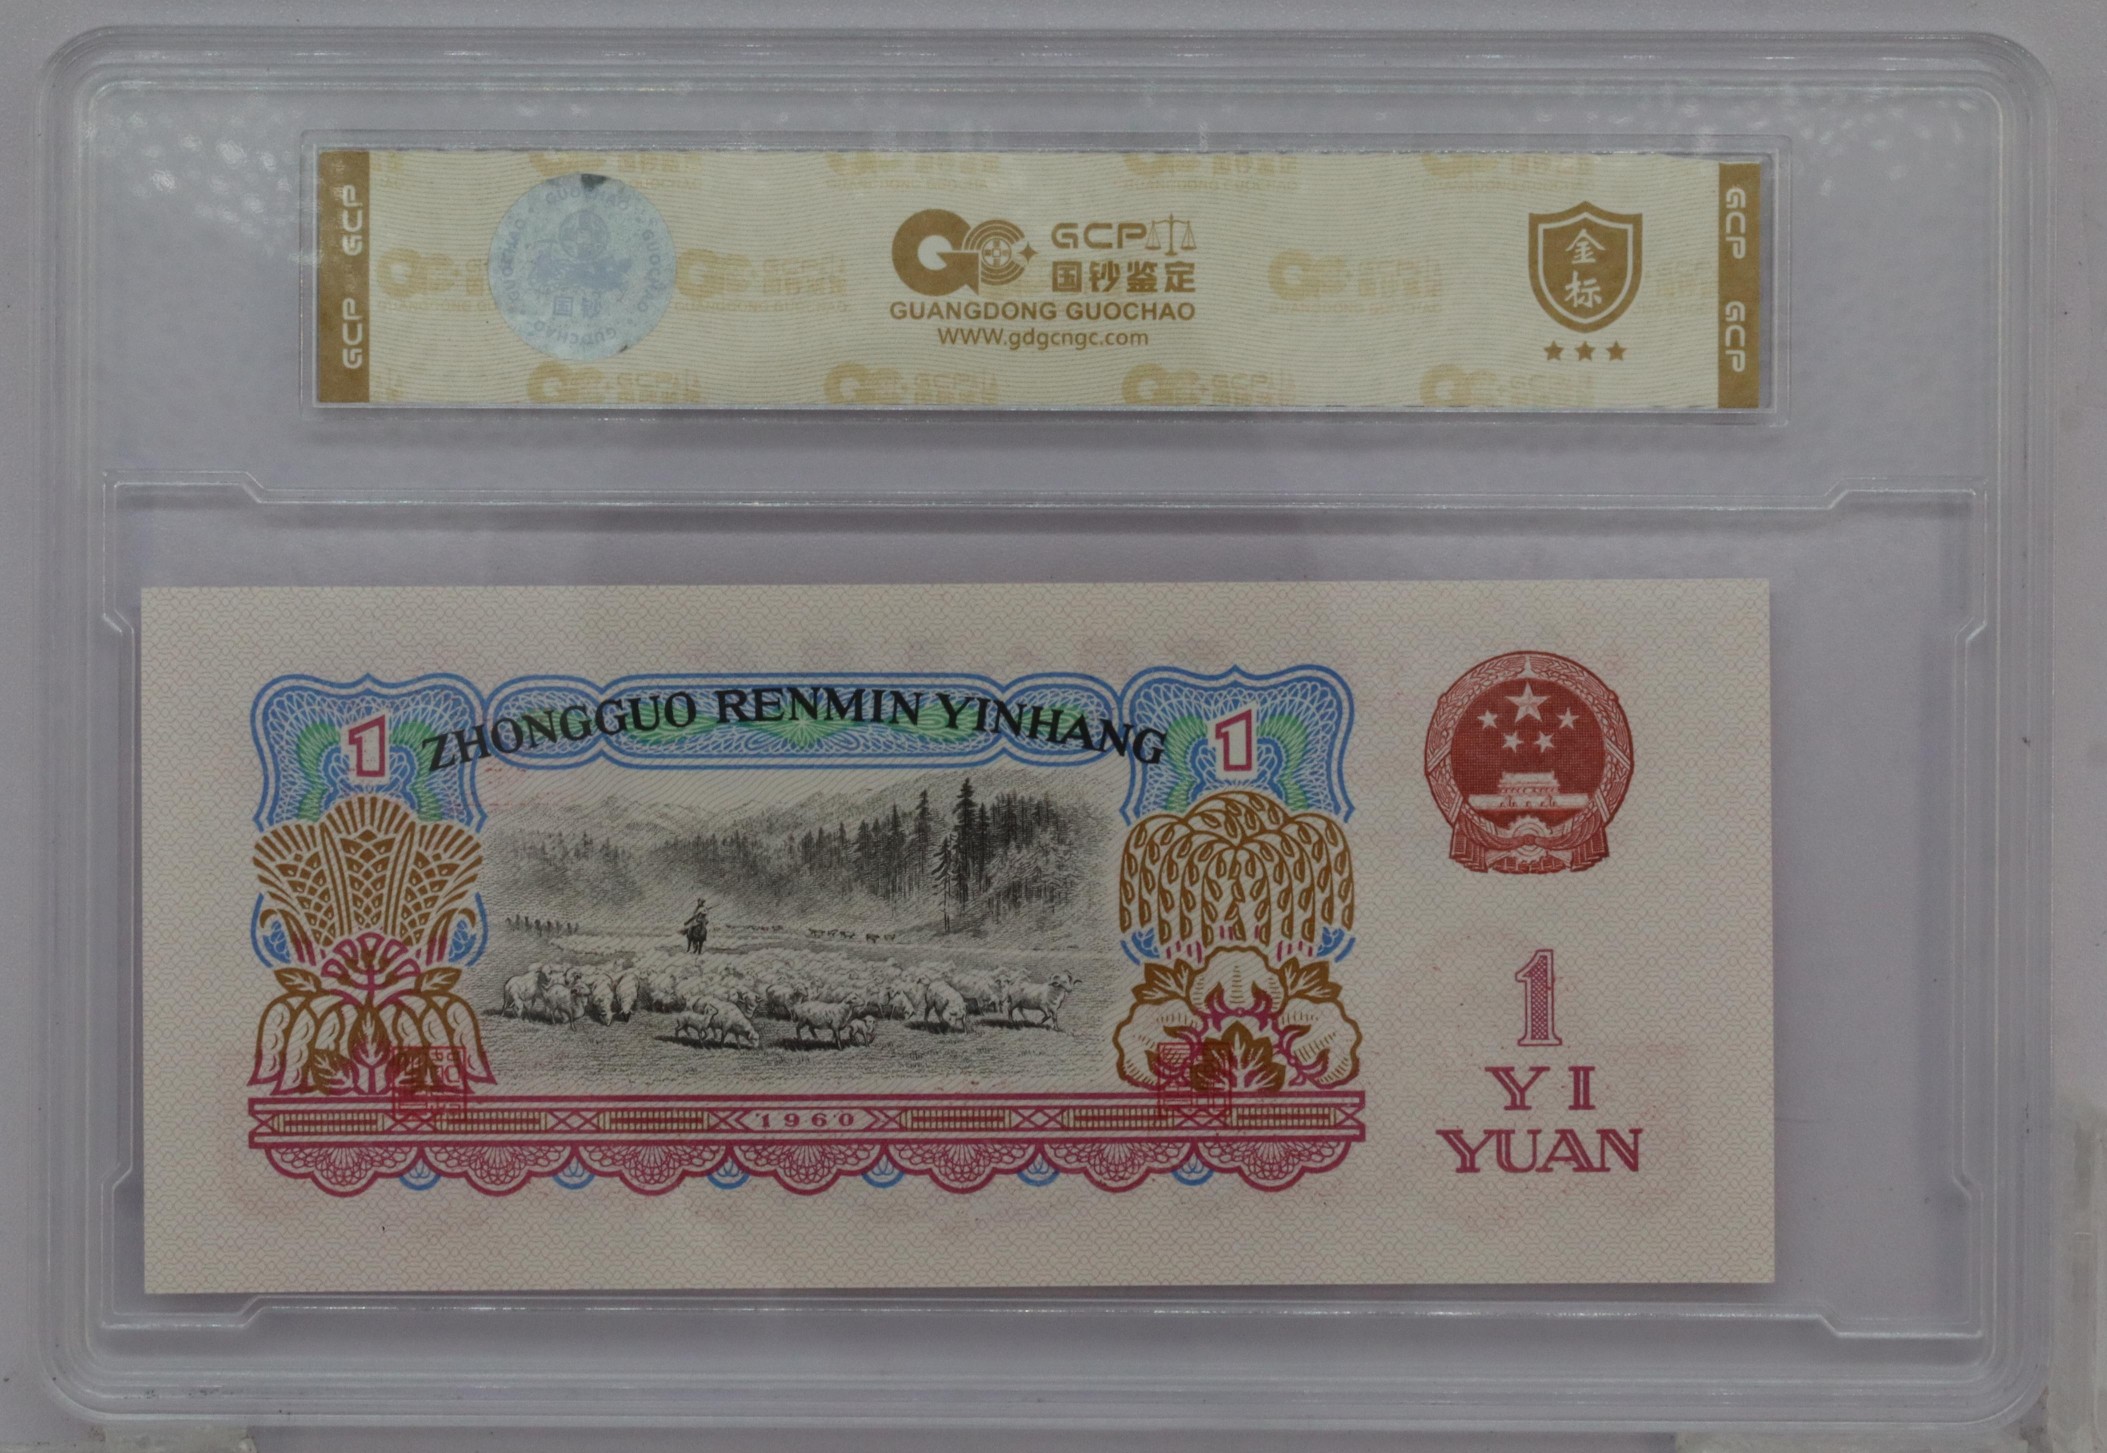 GCP GCP
GCP
国钞鉴定
GUANGDONG GUOCHAO
WWW.gdgcngc.com
金
标
GCP GCP
1
ZHONGGUO RENMIN YINHANG
1
1960
1
YI
YUAN